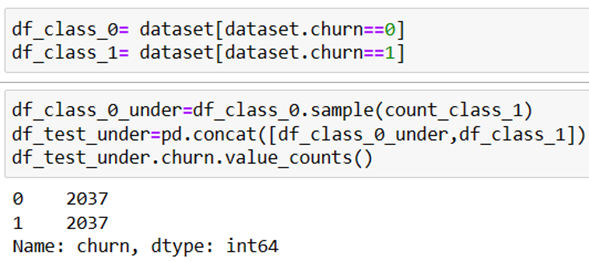 df_class_0= dataset[dataset.churn==0]
df_class_1= dataset[dataset.churn==1]
df_class_0_under=df_class_0.sample(count_class_1)
df_test_under=pd.concat([df_class_0_under,df_class_1])
df_test_under.churn.value_counts()
0    2037
1    2037
Name: churn, dtype: int64